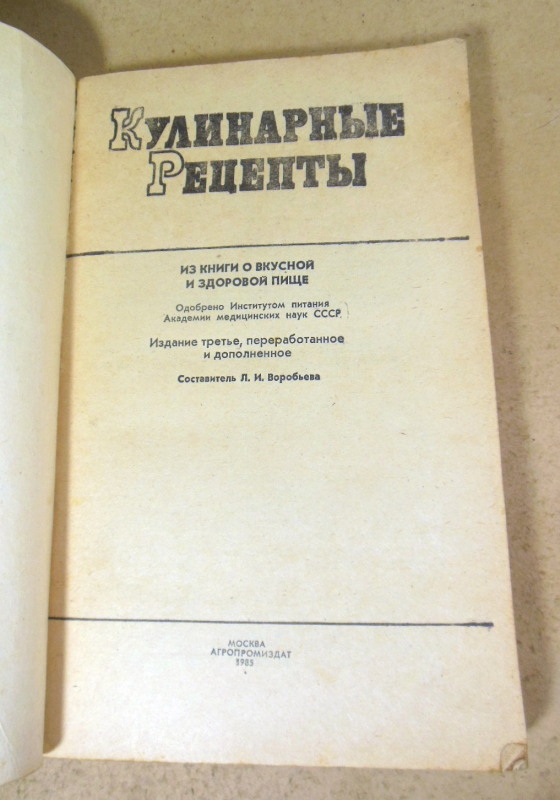 Кулинарные
Рецепты
ИЗ КНИГИ О ВКУСНОЙ
И ЗДОРОВОЙ ПИЩЕ
Одобрено Институтом питания
Академии медицинских наук СССР
Издание третье, переработанное
и дополненное
Составитель Л. И. Воробьева
МОСКВА
АГРОПРОМИЗДАТ
1985